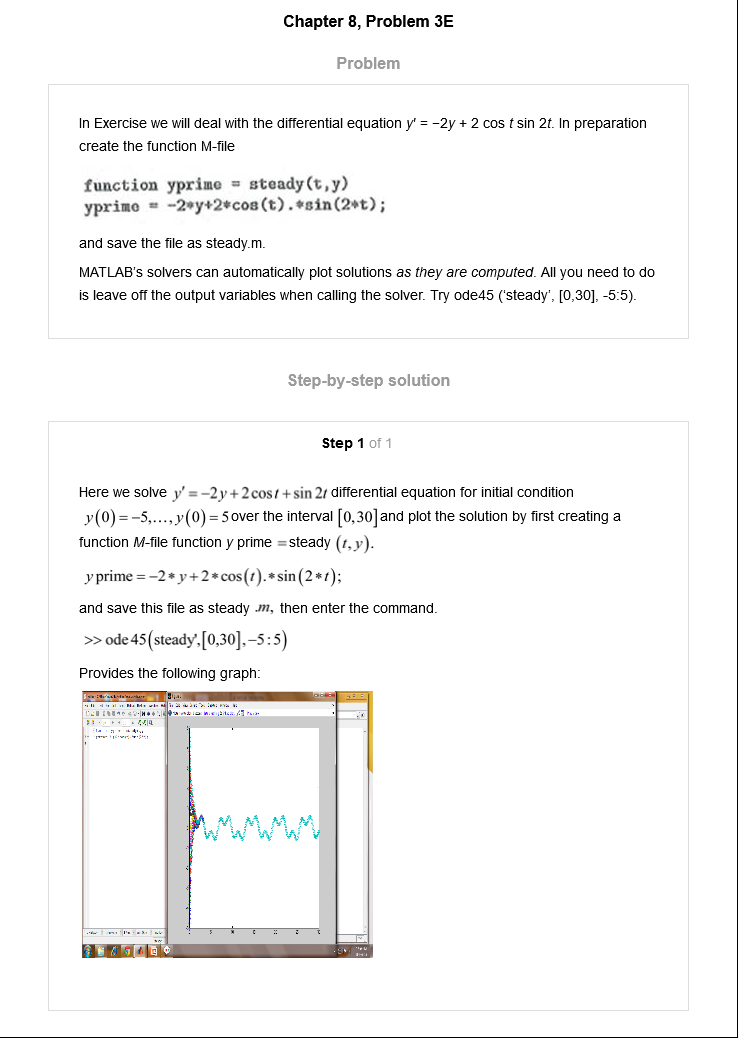 Chapter 8, Problem 3E
Problem
In Exercise we will deal with the differential equation y′ = −2y + 2 cos t sin 2t. In preparation
create the function M-file
function yprime = steady(t,y)
yprime = -2*y+2*cos(t).*sin(2*t);
and save the file as steady.m.
MATLAB's solvers can automatically plot solutions as they are computed. All you need to do
is leave off the output variables when calling the solver. Try ode45 ('steady', [0,30], -5:5).
Step-by-step solution
Step 1 of 1
Here we solve y′ = −2y + 2cos t + sin 2t differential equation for initial condition
y(0) = −5,…, y(0) = 5 over the interval [0,30] and plot the solution by first creating a
function M-file function y prime = steady (t, y).
y prime = −2 * y + 2 * cos(t).* sin(2 * t);
and save this file as steady .m, then enter the command.
>> ode 45(steady',[0,30],−5:5)
Provides the following graph: